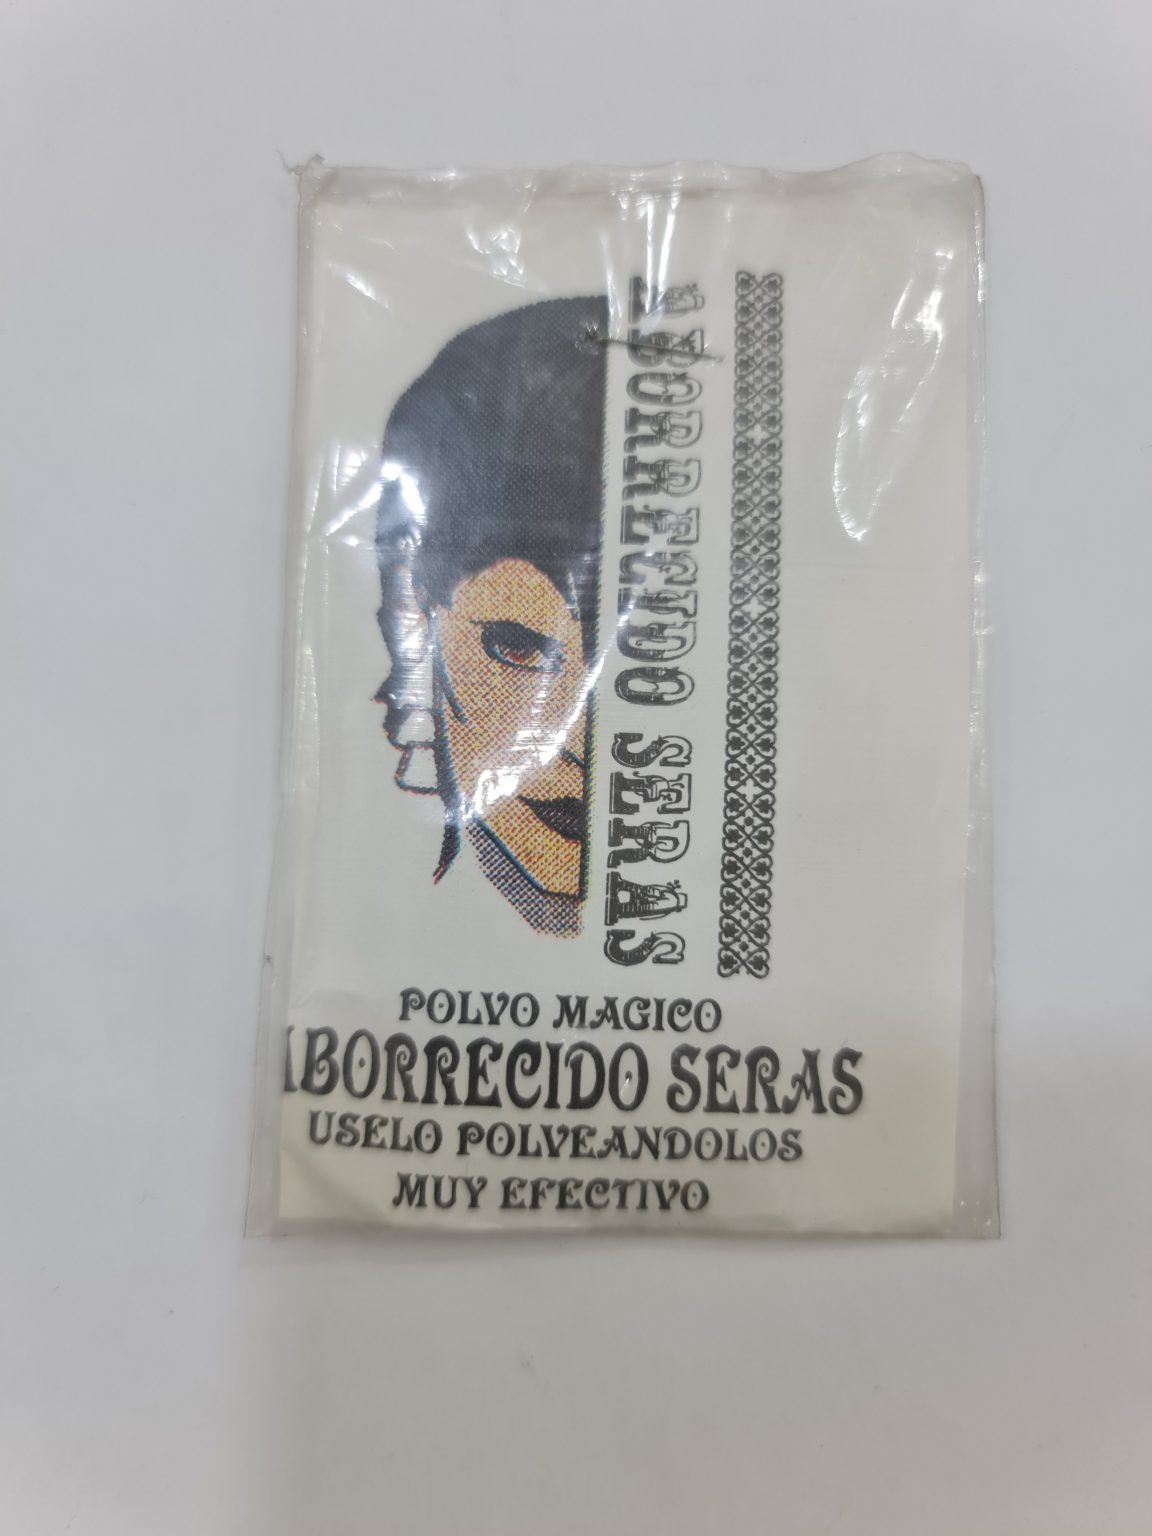 ABORRECIDO SERAS
POLVO MAGICO
ABORRECIDO SERAS
USELO POLVEANDOLOS
MUY EFECTIVO